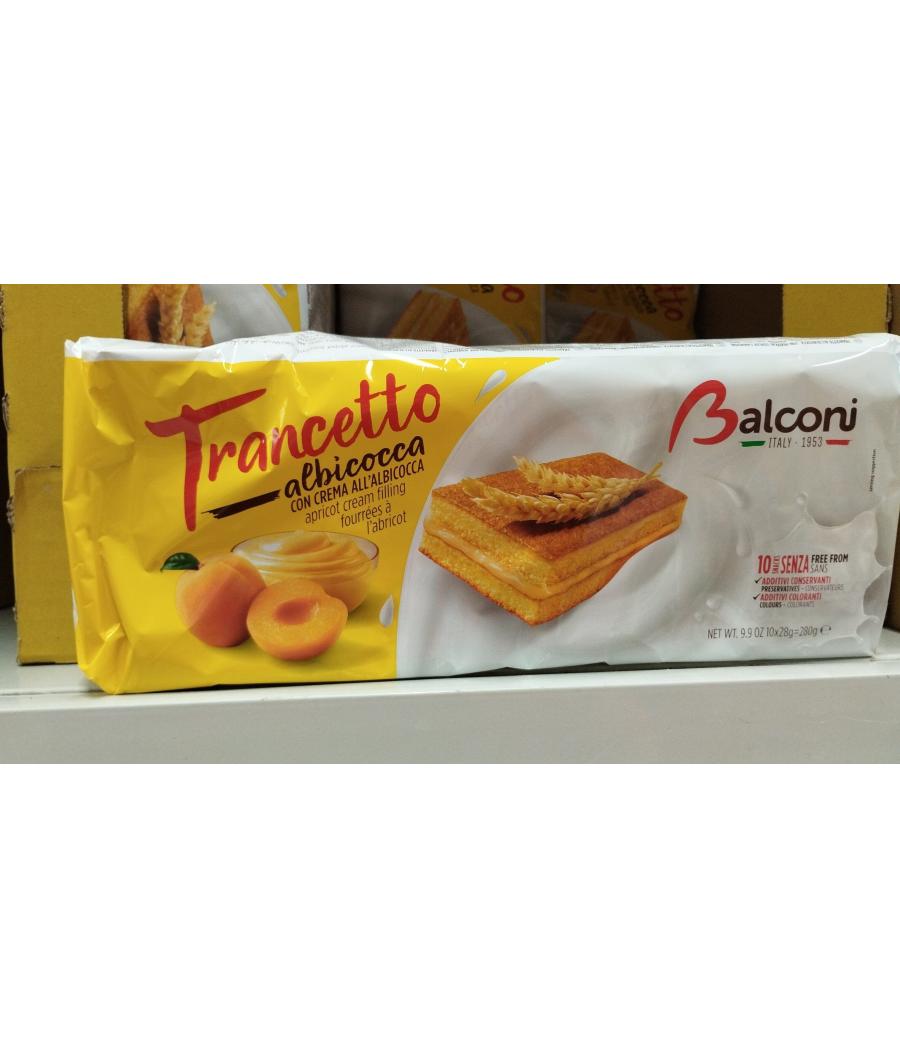 Trancetto
albicocca
CON CREMA ALL'ALBICOCCA
apricot cream filling
fourrées à
l'abricot
Balconi
ITALY - 1953
10 SNACKS SENZA FREE FROM
SANS
ADDITIVI CONSERVANTI
PRESERVATIVES - CONSERVATEURS
ADDITIVI COLORANTI
COLOURS - COLORANTS
NET WT. 9.9 OZ 10x28g=280g e